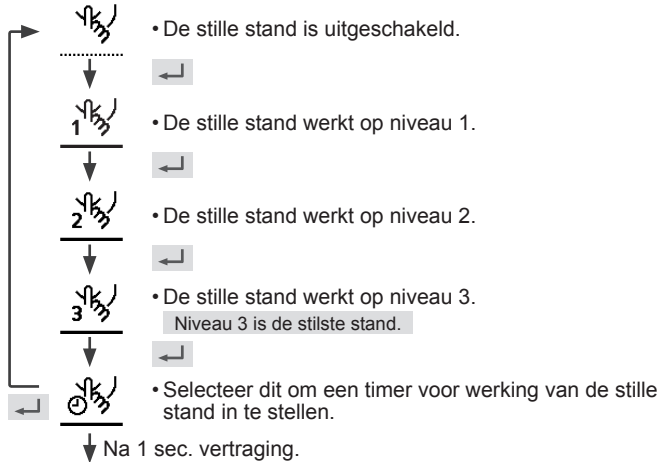 • De stille stand is uitgeschakeld.
1
• De stille stand werkt op niveau 1.
2
• De stille stand werkt op niveau 2.
3
• De stille stand werkt op niveau 3.
Niveau 3 is de stilste stand.
• Selecteer dit om een timer voor werking van de stille
stand in te stellen.
Na 1 sec. vertraging.